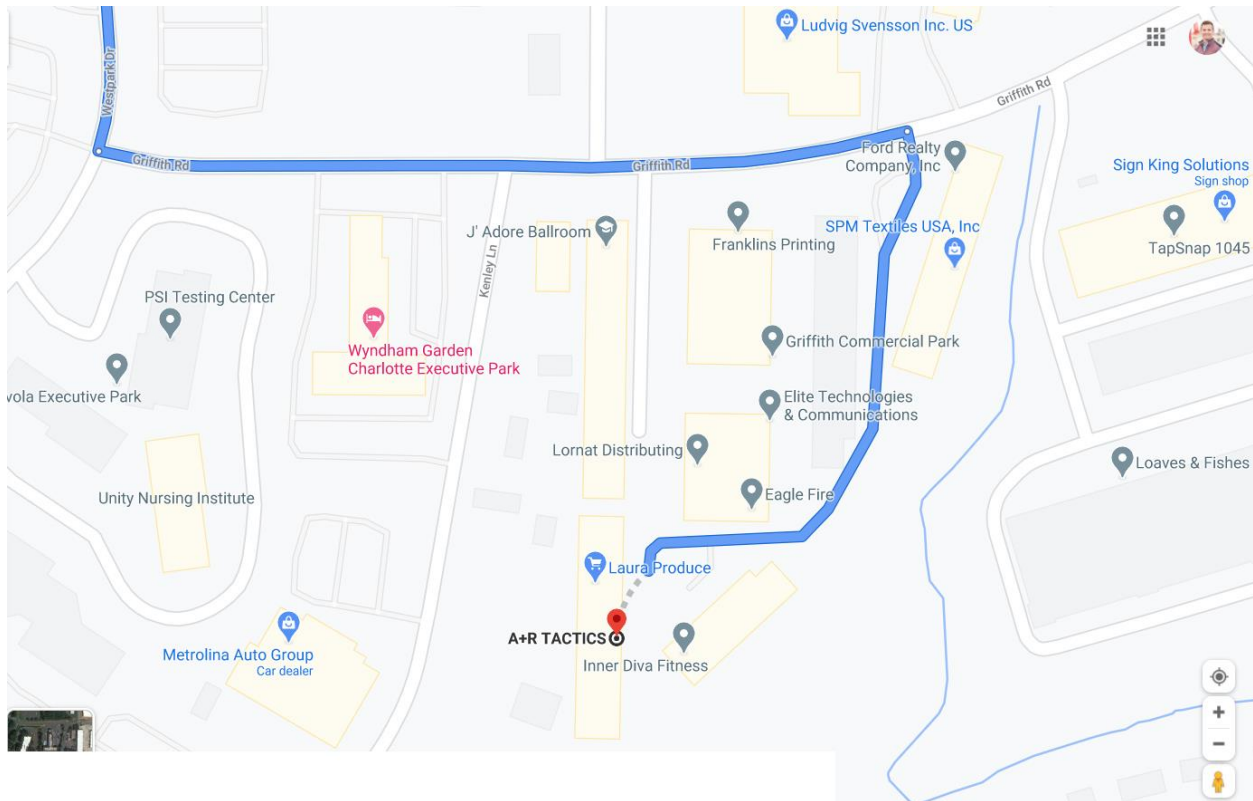 Ludvig Svensson Inc. US
Westpark Dr
Griffith Rd
Griffith Rd
Griffith Rd
Ford Realty
Company, Inc
Sign King Solutions
Sign shop
J' Adore Ballroom
Franklins Printing
SPM Textiles USA, Inc
TapSnap 1045
Kenley Ln
PSI Testing Center
Wyndham Garden
Charlotte Executive Park
Griffith Commercial Park
vola Executive Park
Elite Technologies
& Communications
Lornat Distributing
Loaves & Fishes
Unity Nursing Institute
Eagle Fire
Laura Produce
A+R TACTICS
Metrolina Auto Group
Car dealer
Inner Diva Fitness